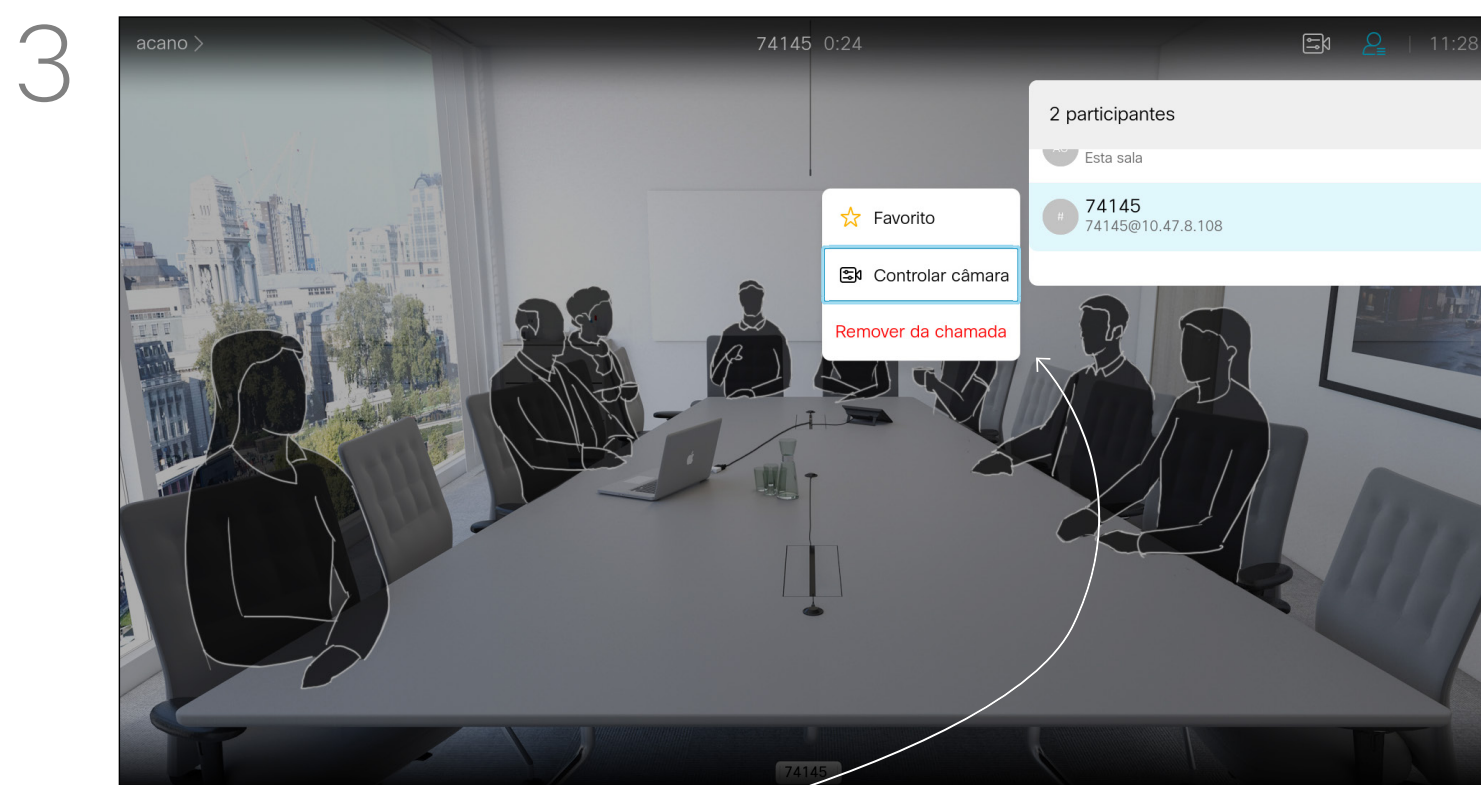 3
acano >
74145 0:24
11:28
2 participantes
Esta sala
#
74145
74145@10.47.8.108
Favorito
Controlar câmara
Remover da chamada
74145